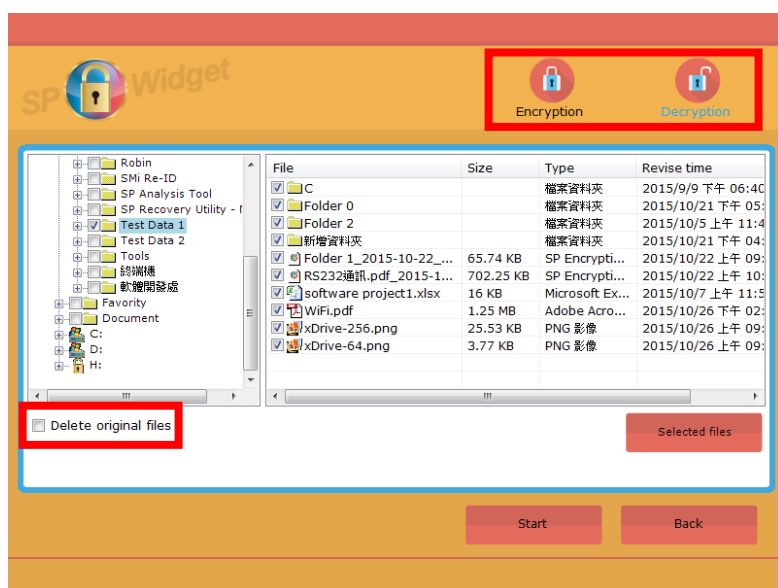 SP Widget
Encryption
Decryption
Robin
SMi Re-ID
SP Analysis Tool
SP Recovery Utility -
Test Data 1
Test Data 2
Tools
終端機
軟體開發處
Favority
Document
C:
D:
H:
File Size Type Revise time
C 檔案資料夾 2015/9/9 下午 06:40
Folder 0 檔案資料夾 2015/10/21 下午 05:
Folder 2 檔案資料夾 2015/10/5 上午 11:4
新增資料夾 檔案資料夾 2015/10/21 下午 04:
Folder 1_2015-10-22_... 65.74 KB SP Encrypti... 2015/10/22 上午 09:
RS232通訊.pdf_2015-1... 702.25 KB SP Encrypti... 2015/10/22 上午 10:
software project1.xlsx 16 KB Microsoft Ex... 2015/10/7 上午 11:5
WiFi.pdf 1.25 MB Adobe Acro... 2015/10/26 下午 02:
xDrive-256.png 25.53 KB PNG 影像 2015/10/26 上午 09:
xDrive-64.png 3.77 KB PNG 影像 2015/10/26 上午 09:
Delete original files
Selected files
Start
Back